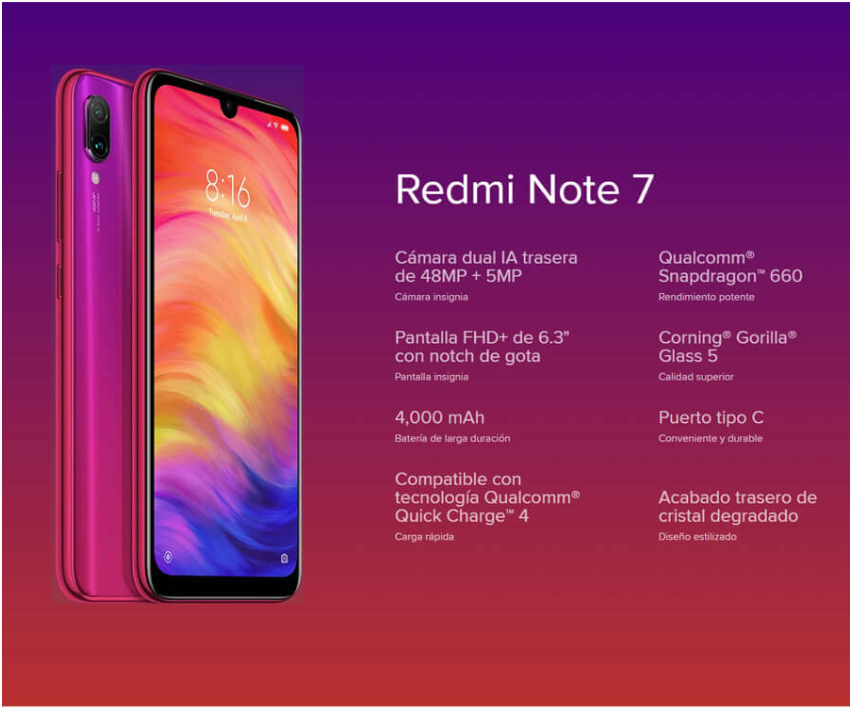 8:16
Tuesday, April 8
Redmi Note 7
Cámara dual IA trasera
de 48MP + 5MP
Cámara insignia
Qualcomm®
Snapdragon™ 660
Rendimiento potente
Pantalla FHD+ de 6.3"
con notch de gota
Pantalla insignia
Corning® Gorilla®
Glass 5
Calidad superior
4,000 mAh
Batería de larga duración
Puerto tipo C
Conveniente y durable
Compatible con
tecnología Qualcomm®
Quick Charge™ 4
Carga rápida
Acabado trasero de
cristal degradado
Diseño estilizado